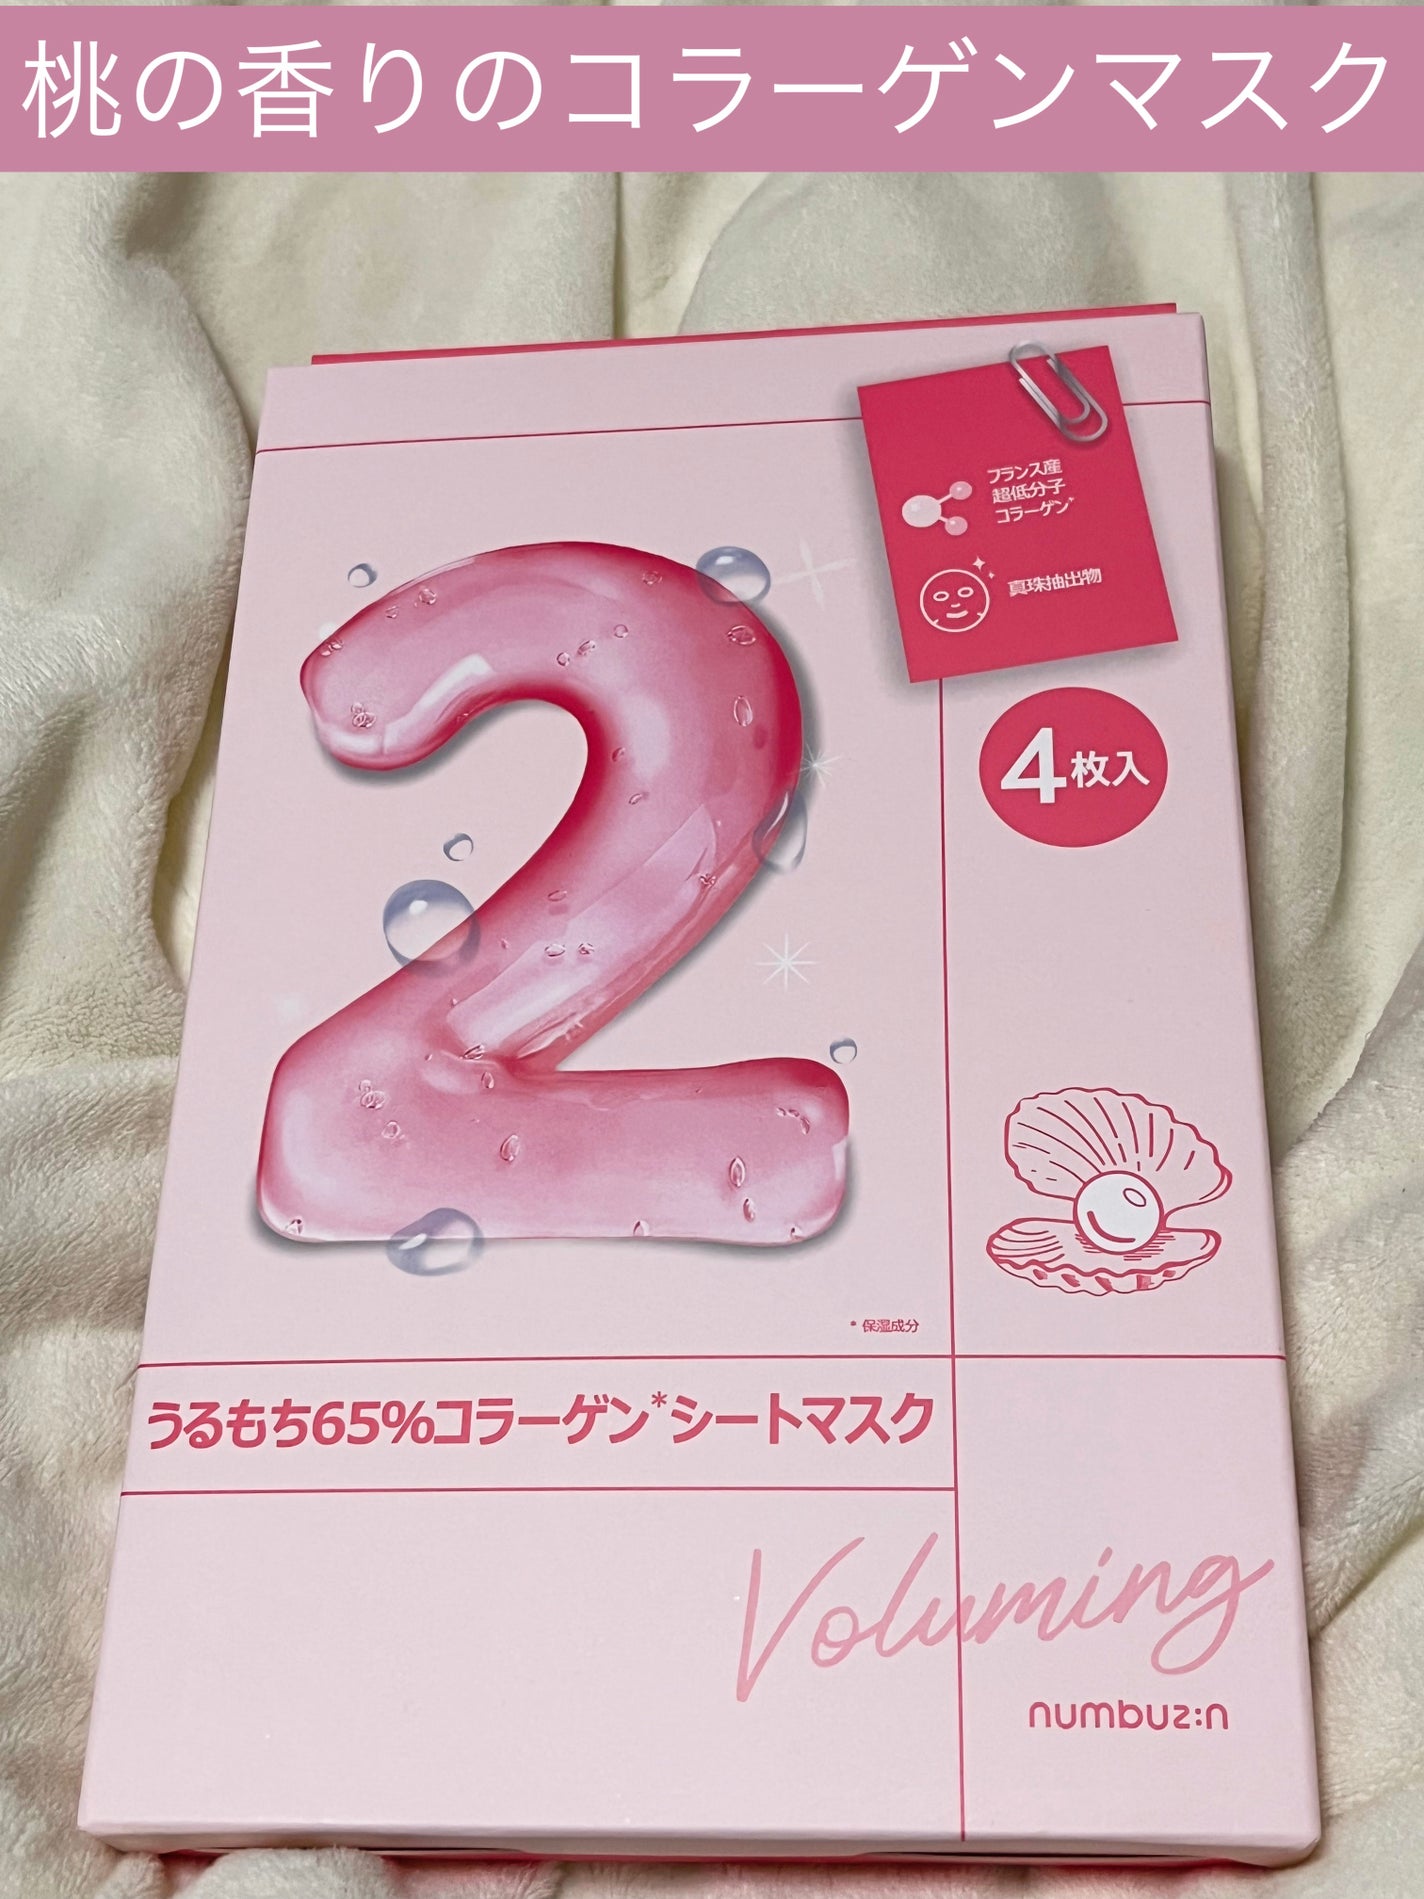 桃の香りのコラーゲンマスク
フランス産
超低分子
コラーゲン*
真珠抽出物
2
4枚入
* 保湿成分
うるもち65%コラーゲン*シートマスク
Voluming
numbuz:n